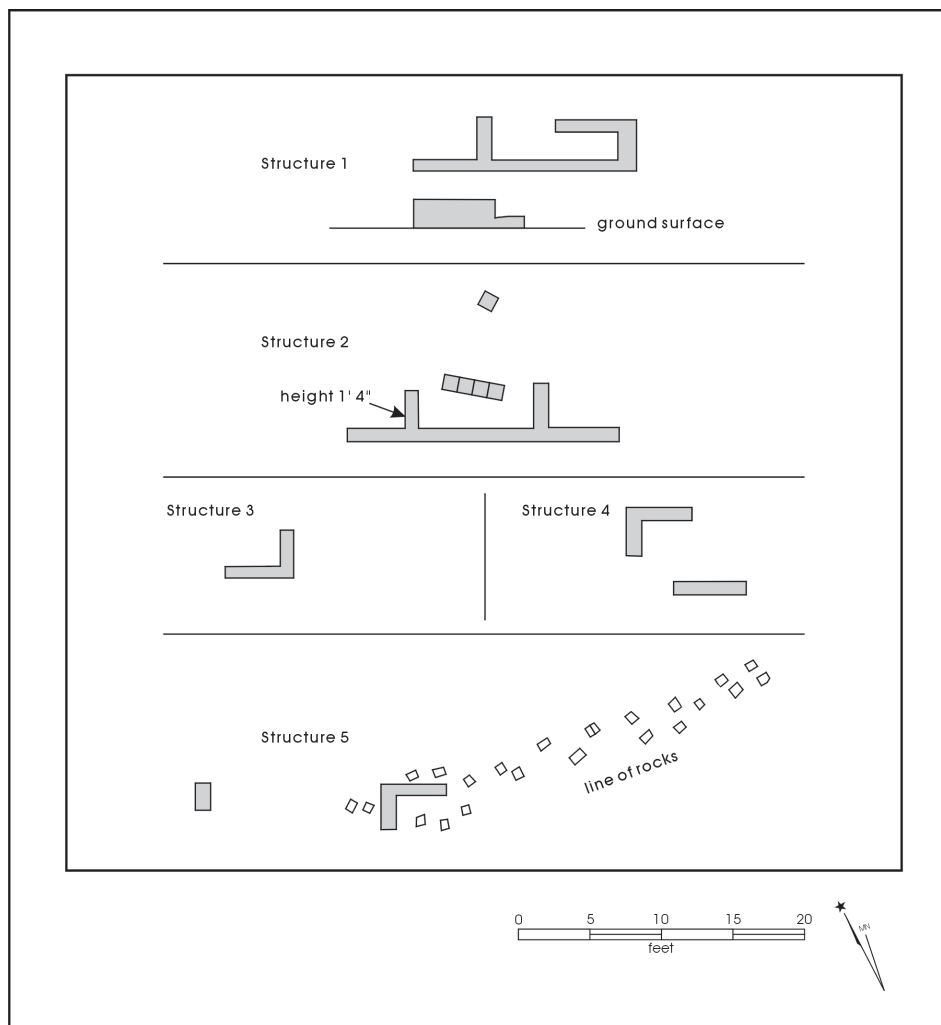 Structure 1
ground surface
Structure 2
height 1' 4"
Structure 3
Structure 4
Structure 5
line of rocks
0 5 10 15 20
feet
MN